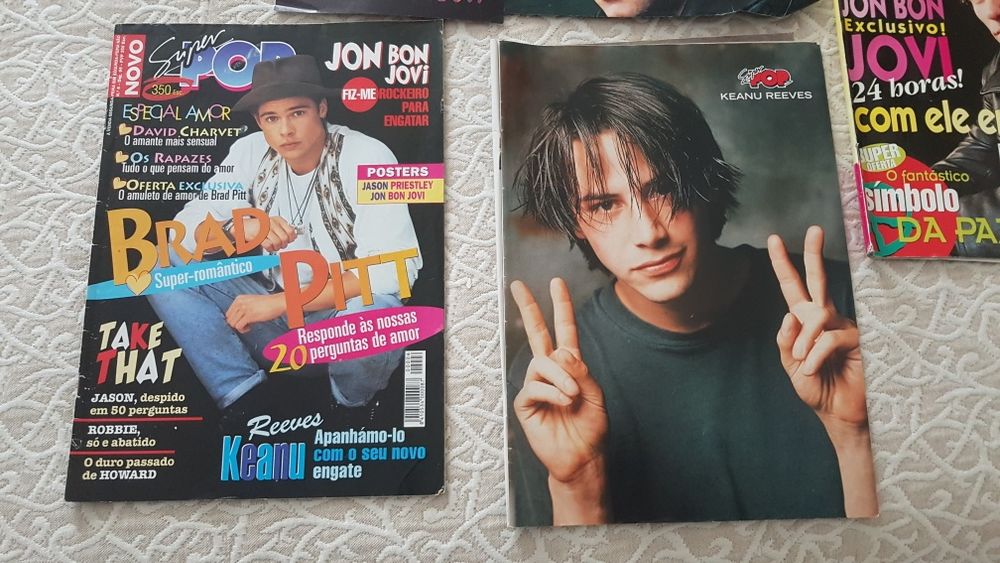 NOVO
Super
POP
350 Esc.
JON BON
JOVI
FIZ-ME ROCKEIRO
PARA
ENGATAR
ESPECIAL AMOR
DAVID CHARVET
O amante mais sensual
OS RAPAZES
Tudo o que pensam do amor
OFERTA EXCLUSIVA
O amuleto de amor de Brad Pitt
POSTERS
JASON PRIESTLEY
JON BON JOVI
BRAD
PITT
Super-romântico
Responde às nossas
20 perguntas de amor
TAKE
THAT
JASON, despido
em 50 perguntas
ROBBIE,
só e abatido
O duro passado
de HOWARD
Reeves
Keanu
Apanhámo-lo
com o seu novo
engate
Super
POP
KEANU REEVES
JON BON
Exclusivo!
JOVI
24 horas!
com ele e
SUPER
OFERTA
O fantástico
símbolo
DA PA